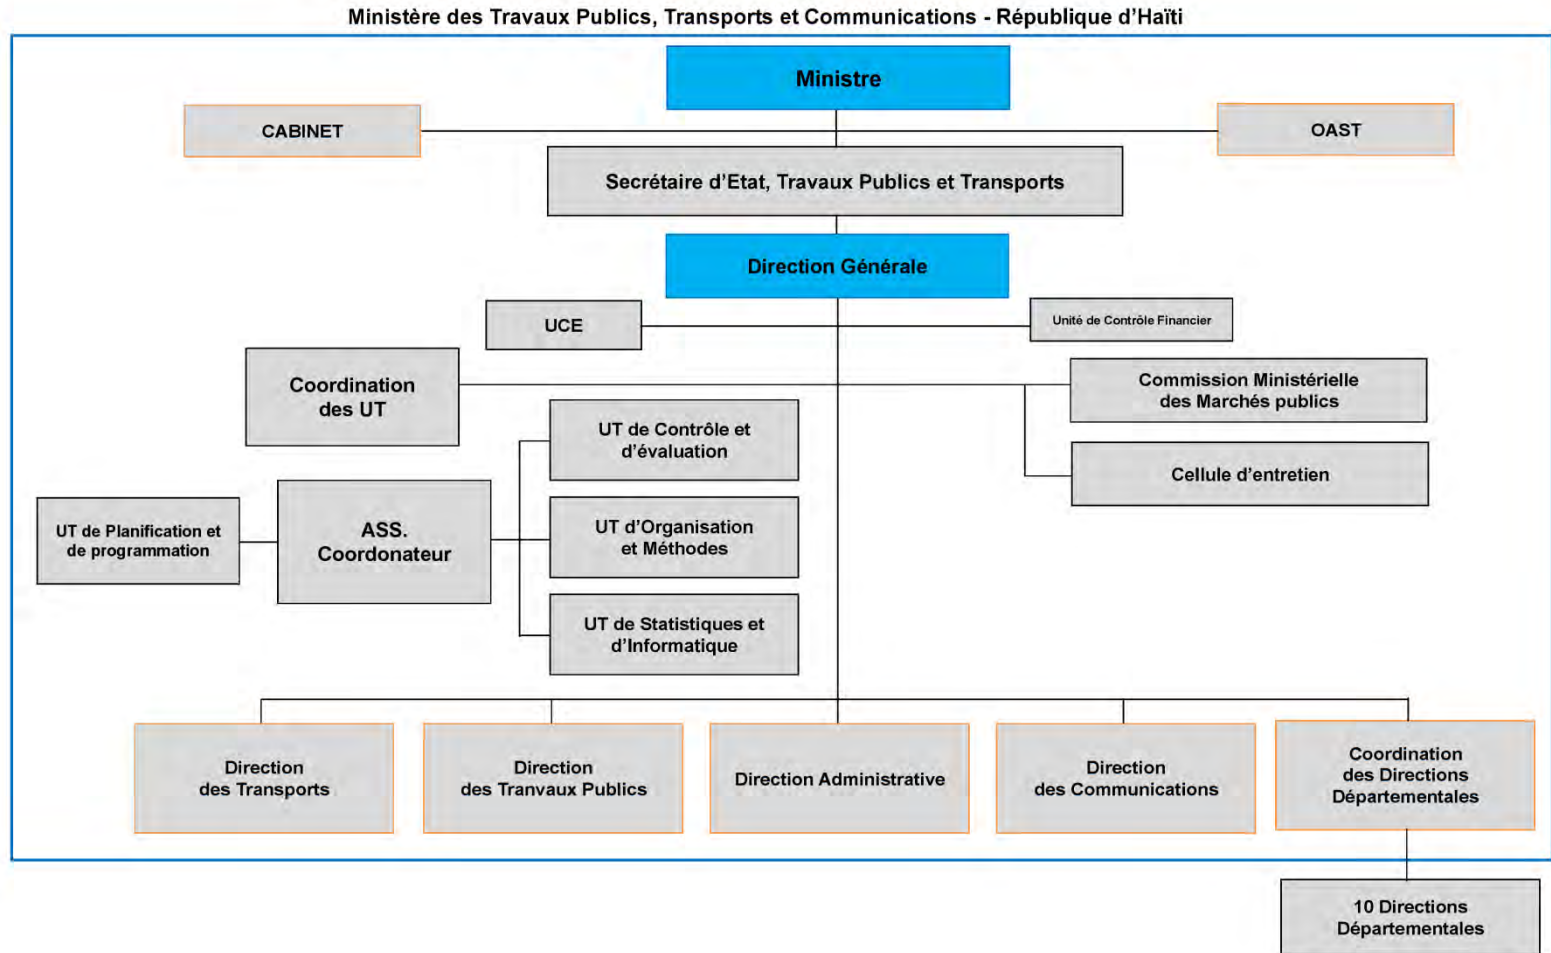 Ministère des Travaux Publics, Transports et Communications - République d'Haïti
Ministre
CABINET
OAST
Secrétaire d'Etat, Travaux Publics et Transports
Direction Générale
UCE
Unité de Contrôle Financier
Coordination
des UT
Commission Ministérielle
des Marchés publics
UT de Contrôle et
d'évaluation
Cellule d'entretien
UT de Planification et
de programmation
ASS.
Coordonateur
UT d'Organisation
et Méthodes
UT de Statistiques et
d'Informatique
Direction
des Transports
Direction
des Tranvaux Publics
Direction Administrative
Direction
des Communications
Coordination
des Directions
Départementales
10 Directions
Départementales